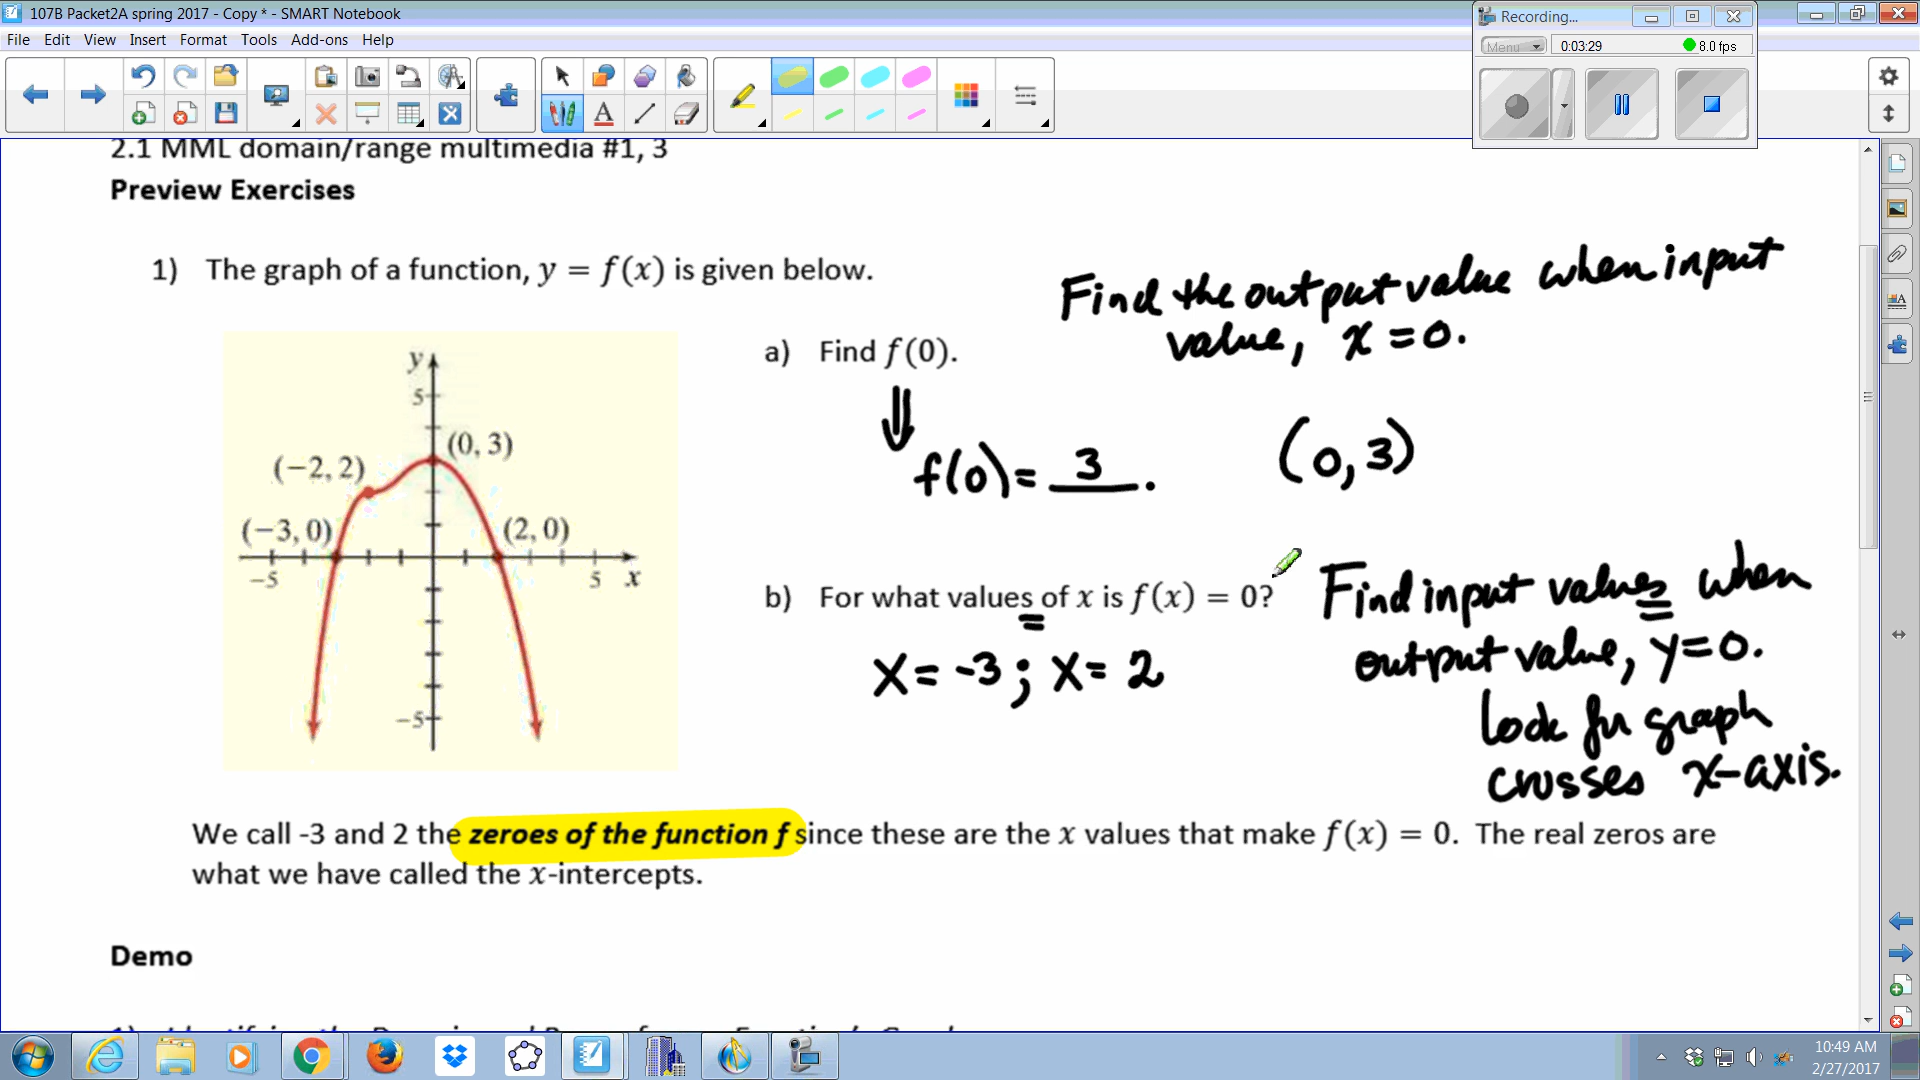 107B Packet2A spring 2017 - Copy * - SMART Notebook
Recording...
File Edit View Insert Format Tools Add-ons Help
Menu 0:03:29 8.0 fps
2.1 MML domain/range multimedia #1, 3
Preview Exercises
1) The graph of a function, y = f(x) is given below.
Find the output value when input
value, x = 0.
a) Find f(0).
f(0) = 3.
(0, 3)
y
5
(0, 3)
(−2, 2)
(−3, 0)
(2, 0)
−5
5
x
−5
b) For what values of x is f(x) = 0?
x = -3; x = 2
Find input values when
output value, y = 0.
look for graph
crosses x-axis.
We call -3 and 2 the zeroes of the function f since these are the x values that make f(x) = 0. The real zeros are
what we have called the x-intercepts.
Demo
10:49 AM
2/27/2017